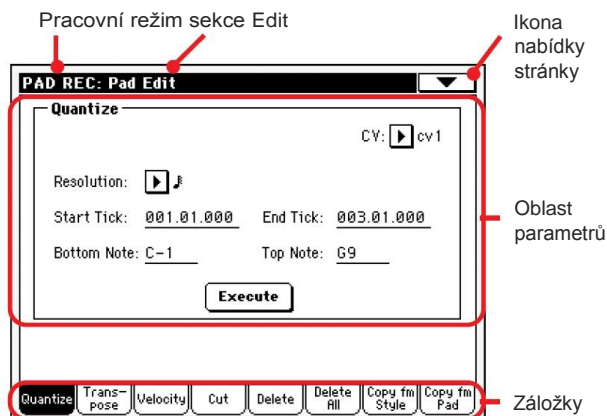 Pracovní režim sekce Edit
Ikona
nabídky
stránky
PAD REC: Pad Edit
Quantize
CV: cv1
Resolution:
Start Tick: 001.01.000 End Tick: 003.01.000
Bottom Note: C-1 Top Note: G9
Execute
Oblast
parametrů
Quantize Trans-
pose Velocity Cut Delete Delete
All Copy fm
Style Copy fm
Pad
Záložky